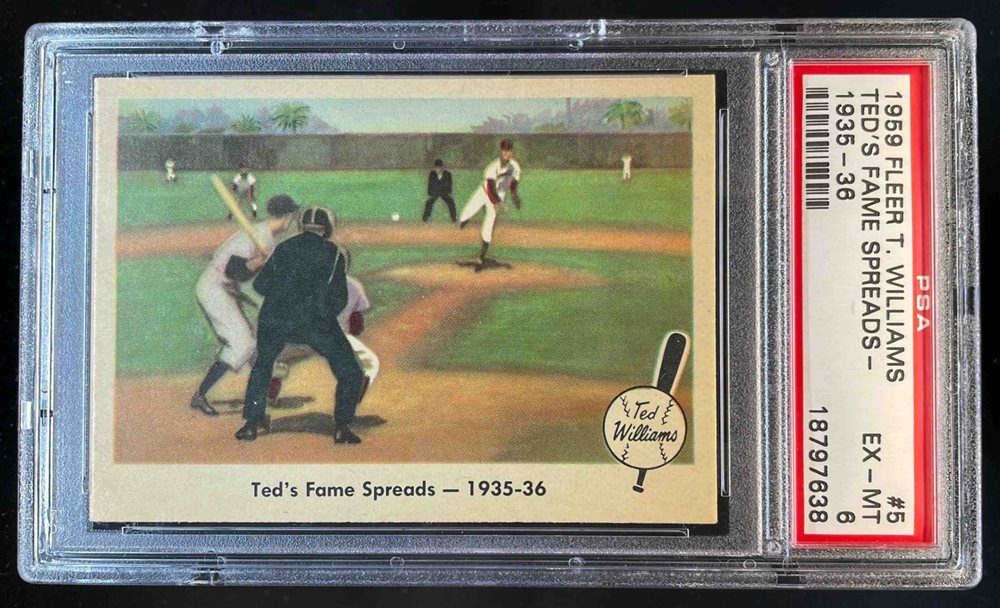 Ted
Williams
Ted's Fame Spreads — 1935-36
PSA
1959 FLEER T. WILLIAMS #5
TED'S FAME SPREADS- EX-MT
1935-36 6
18797638